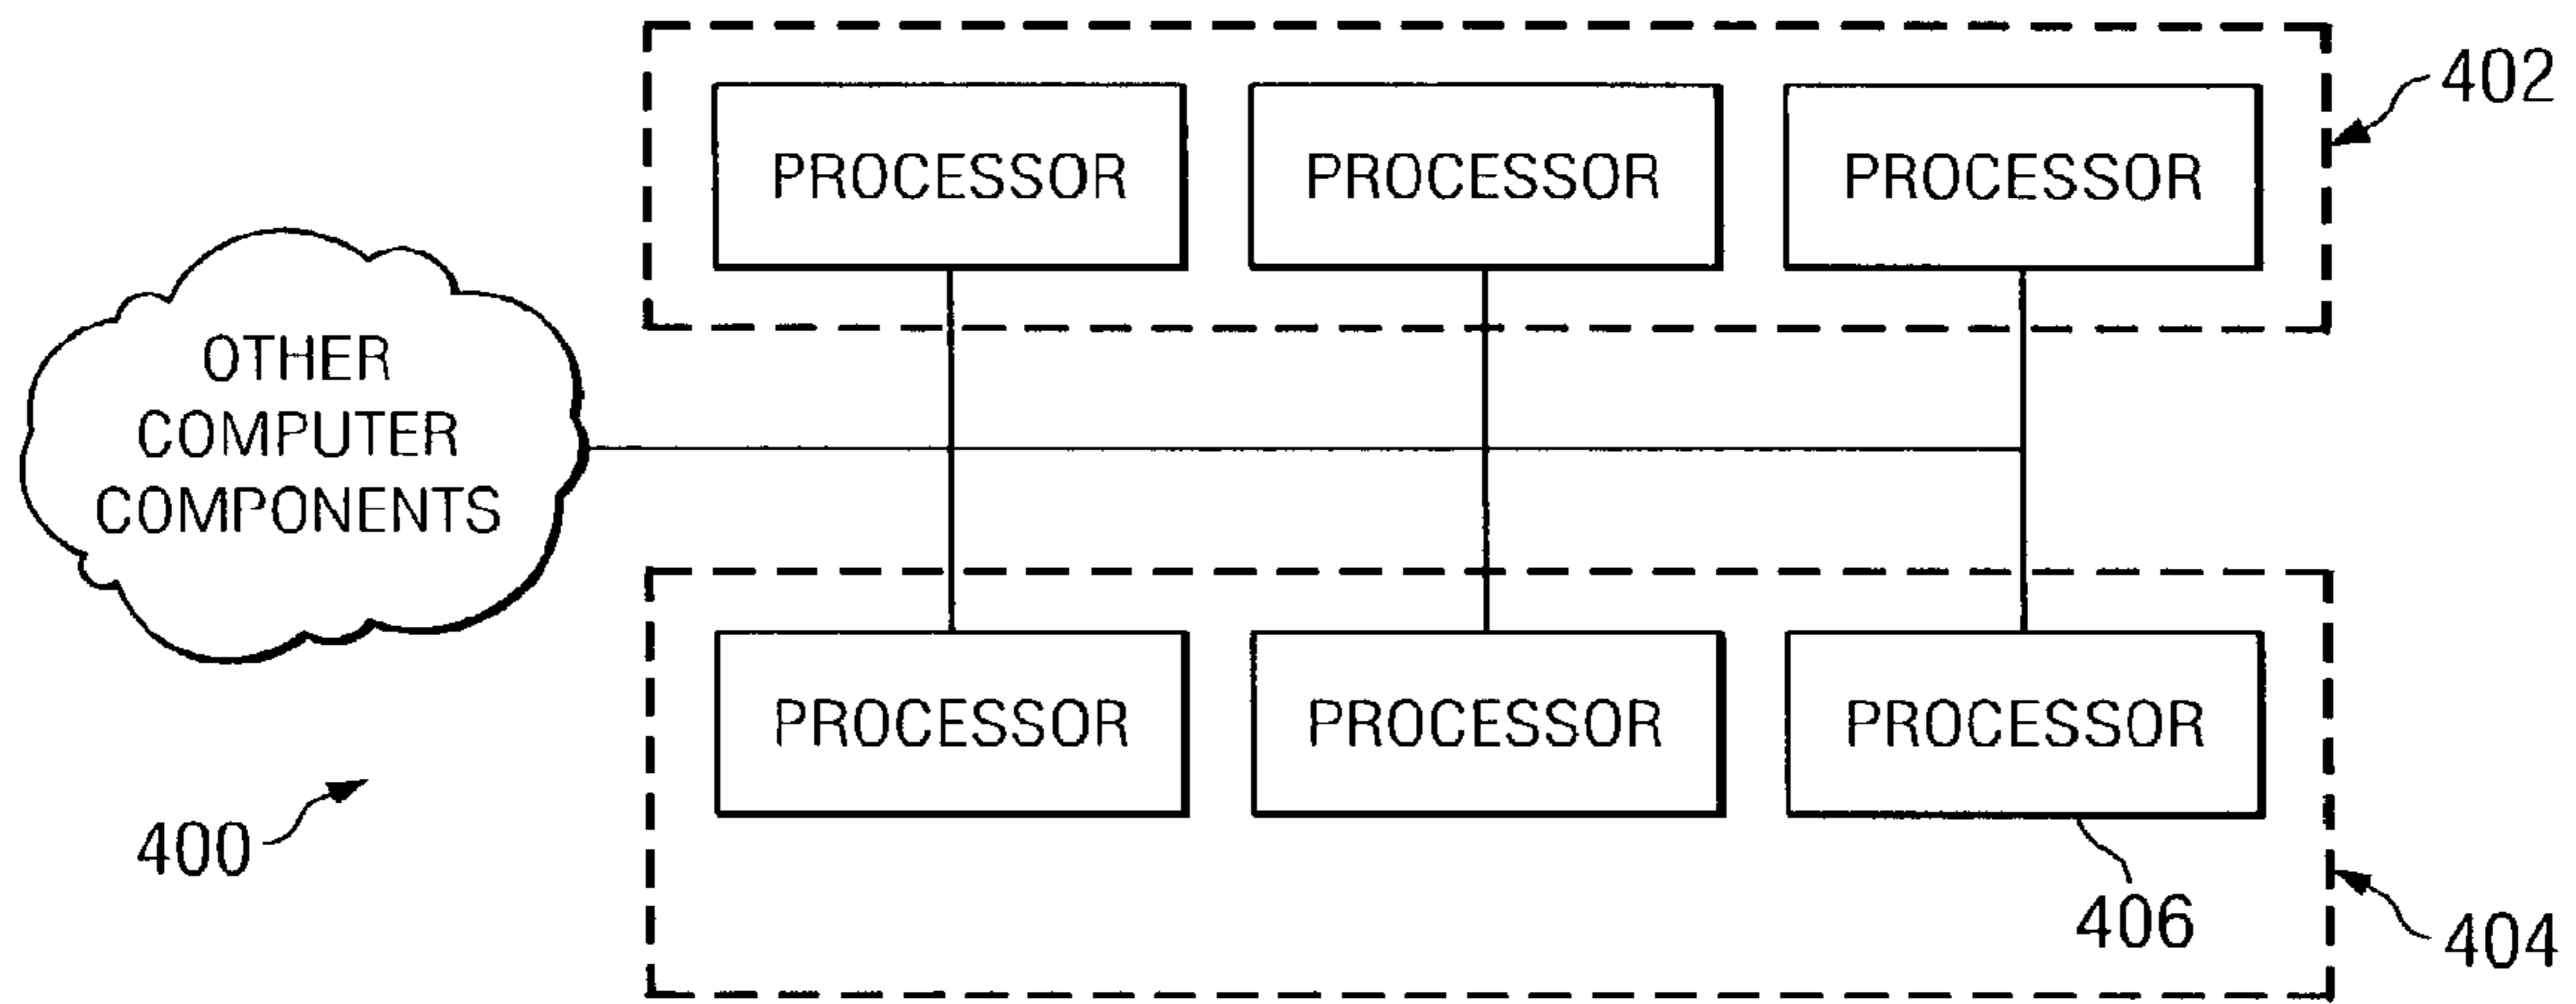 402
PROCESSOR PROCESSOR PROCESSOR
OTHER
COMPUTER
COMPONENTS
PROCESSOR PROCESSOR PROCESSOR
400
406
404